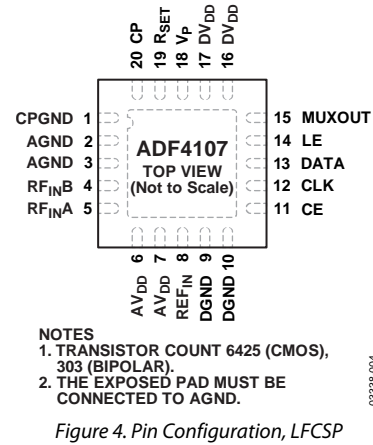 20 CP
19 RSET
18 VP
17 DVDD
16 DVDD
CPGND 1
AGND 2
AGND 3
RFINB 4
RFINA 5
ADF4107
TOP VIEW
(Not to Scale)
15 MUXOUT
14 LE
13 DATA
12 CLK
11 CE
AVDD 6
AVDD 7
REFIN 8
DGND 9
DGND 10
NOTES
1. TRANSISTOR COUNT 6425 (CMOS),
303 (BIPOLAR).
2. THE EXPOSED PAD MUST BE
CONNECTED TO AGND.
Figure 4. Pin Configuration, LFCSP